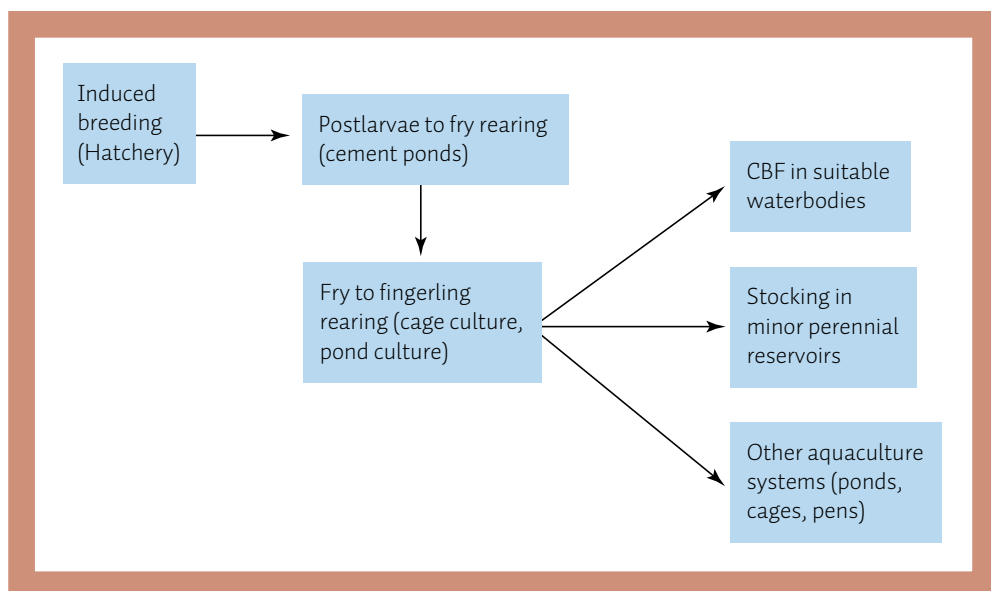 Induced
breeding
(Hatchery)
Postlarvae to fry rearing
(cement ponds)
Fry to fingerling
rearing (cage culture,
pond culture)
CBF in suitable
waterbodies
Stocking in
minor perennial
reservoirs
Other aquaculture
systems (ponds,
cages, pens)